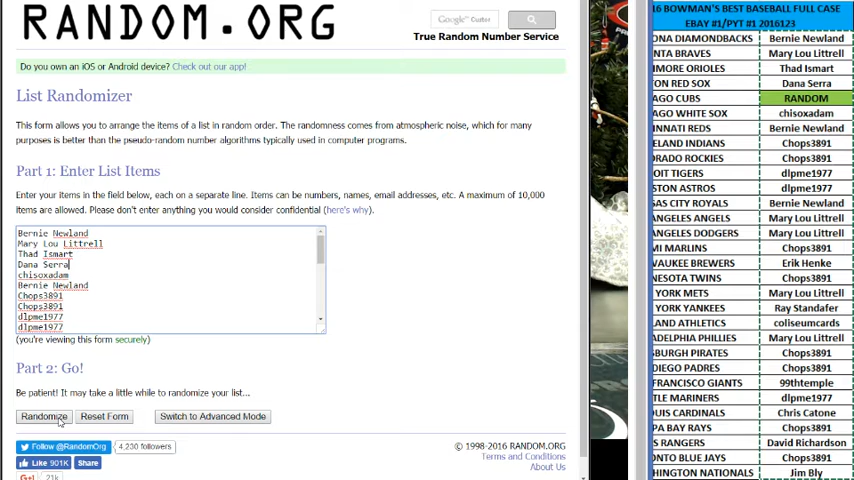 RANDOM.ORG
Google" Custom
True Random Number Service
Do you own an iOS or Android device? Check out our app!
List Randomizer
This form allows you to arrange the items of a list in random order. The randomness comes from atmospheric noise, which for many
purposes is better than the pseudo-random number algorithms typically used in computer programs.
Part 1: Enter List Items
Enter your items in the field below, each on a separate line. Items can be numbers, names, email addresses, etc. A maximum of 10,000
items are allowed. Please don't enter anything you would consider confidential (here's why).
Bernie Newland
Mary Lou Littrell
Thad Ismart
Dana Serra
chisoxadam
Bernie Newland
Chops3891
Chops3891
dlpme1977
dlpme1977
(you're viewing this form securely)
Part 2: Go!
Be patient! It may take a little while to randomize your list...
Randomize Reset Form Switch to Advanced Mode
Follow @RandomOrg 4,230 followers
Like 901K Share
G+1 21k
© 1998-2016 RANDOM.ORG
Terms and Conditions
About Us
16 BOWMAN'S BEST BASEBALL FULL CASE
EBAY #1/PYT #1 2016123
ONA DIAMONDBACKS Bernie Newland
NTA BRAVES Mary Lou Littrell
IMORE ORIOLES Thad Ismart
TON RED SOX Dana Serra
AGO CUBS RANDOM
AGO WHITE SOX chisoxadam
INNATI REDS Bernie Newland
ELAND INDIANS Chops3891
ORADO ROCKIES Chops3891
OIT TIGERS dlpme1977
STON ASTROS dlpme1977
SAS CITY ROYALS Bernie Newland
ANGELES ANGELS Mary Lou Littrell
ANGELES DODGERS Mary Lou Littrell
MI MARLINS Chops3891
WAUKEE BREWERS Erik Henke
NESOTA TWINS Chops3891
YORK METS Mary Lou Littrell
YORK YANKEES Ray Standafer
LAND ATHLETICS coliseumcards
ADELPHIA PHILLIES Mary Lou Littrell
SBURGH PIRATES Chops3891
DIEGO PADRES Chops3891
FRANCISCO GIANTS 99thtemple
TLE MARINERS dlpme1977
OUIS CARDINALS Chris Catone
PA BAY RAYS Chops3891
S RANGERS David Richardson
ONTO BLUE JAYS Chops3891
HINGTON NATIONALS Jim Bly